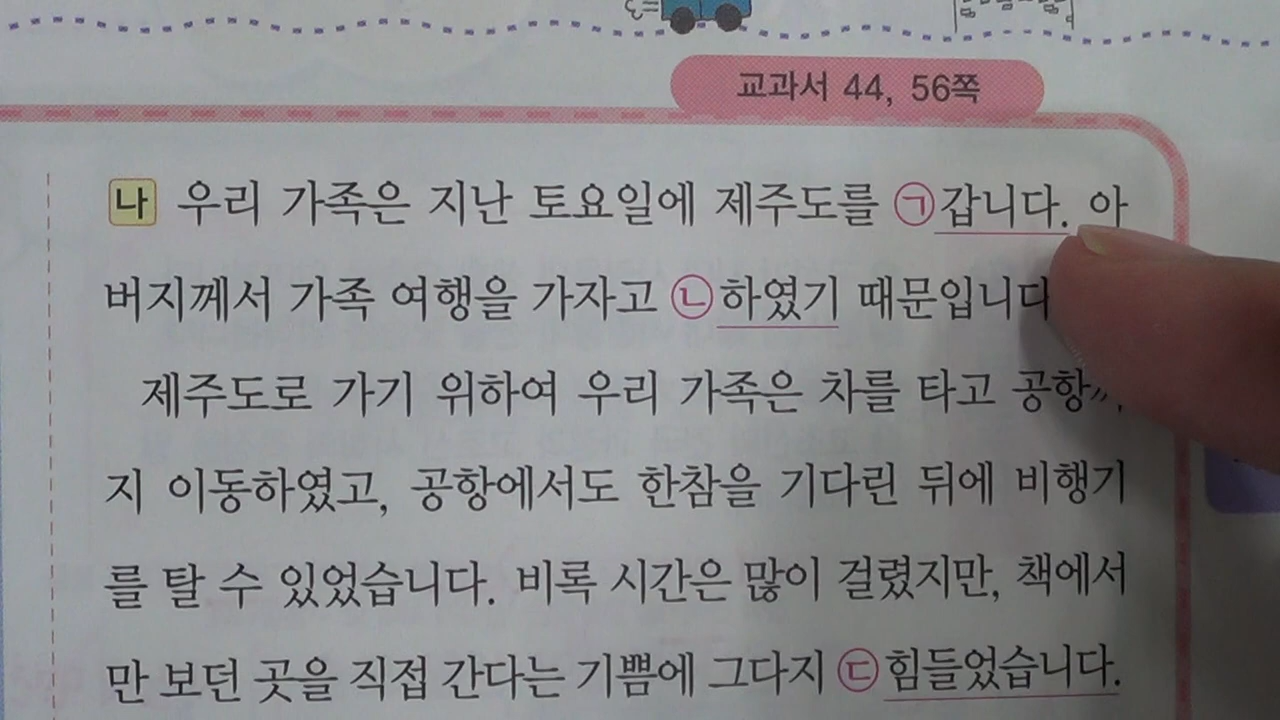 교과서 44, 56쪽
나 우리 가족은 지난 토요일에 제주도를 ㉠갑니다. 아
버지께서 가족 여행을 가자고 ㉡하였기 때문입니다
제주도로 가기 위하여 우리 가족은 차를 타고 공항
지 이동하였고, 공항에서도 한참을 기다린 뒤에 비행기
를 탈 수 있었습니다. 비록 시간은 많이 걸렸지만, 책에서
만 보던 곳을 직접 간다는 기쁨에 그다지 ㉢힘들었습니다.